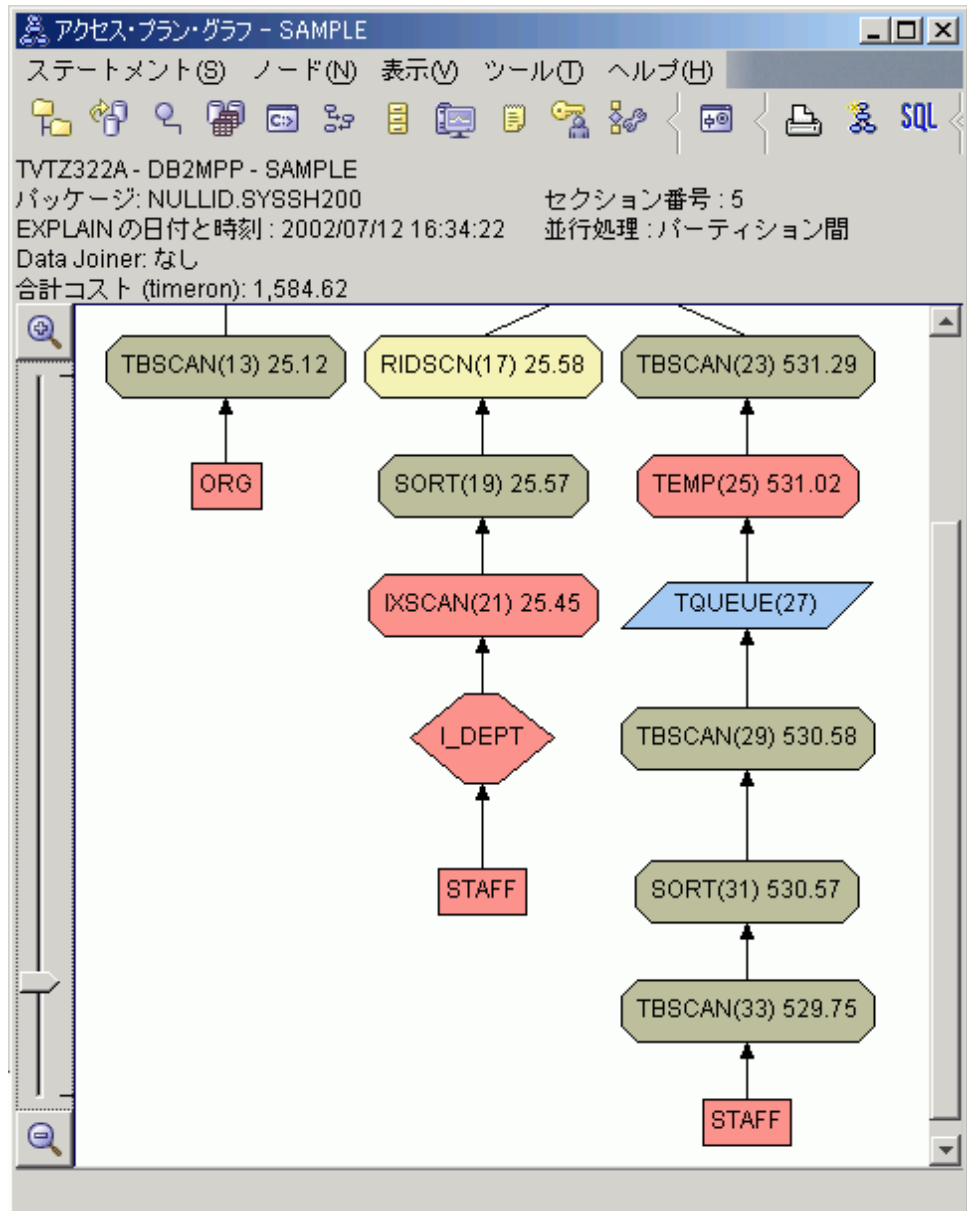 アクセス・プラン・グラフ - SAMPLE
ステートメント(S) ノード(N) 表示(V) ツール(T) ヘルプ(H)
C:>
SQL
TVTZ322A - DB2MPP - SAMPLE
パッケージ: NULLID.SYSSH200 セクション番号 : 5
EXPLAIN の日付と時刻 : 2002/07/12 16:34:22 並行処理 : パーティション間
Data Joiner: なし
合計コスト (timeron): 1,584.62
TBSCAN(13) 25.12 RIDSCN(17) 25.58 TBSCAN(23) 531.29
ORG SORT(19) 25.57 TEMP(25) 531.02
IXSCAN(21) 25.45 TQUEUE(27)
I_DEPT TBSCAN(29) 530.58
STAFF SORT(31) 530.57
TBSCAN(33) 529.75
STAFF